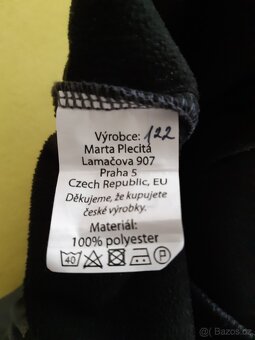 Výrobce: 122
Marta Plecitá
Lamačova 907
Praha 5
Czech Republic, EU
Děkujeme, že kupujete
české výrobky.
Materiál:
100% polyester
40 P
bazoš.cz